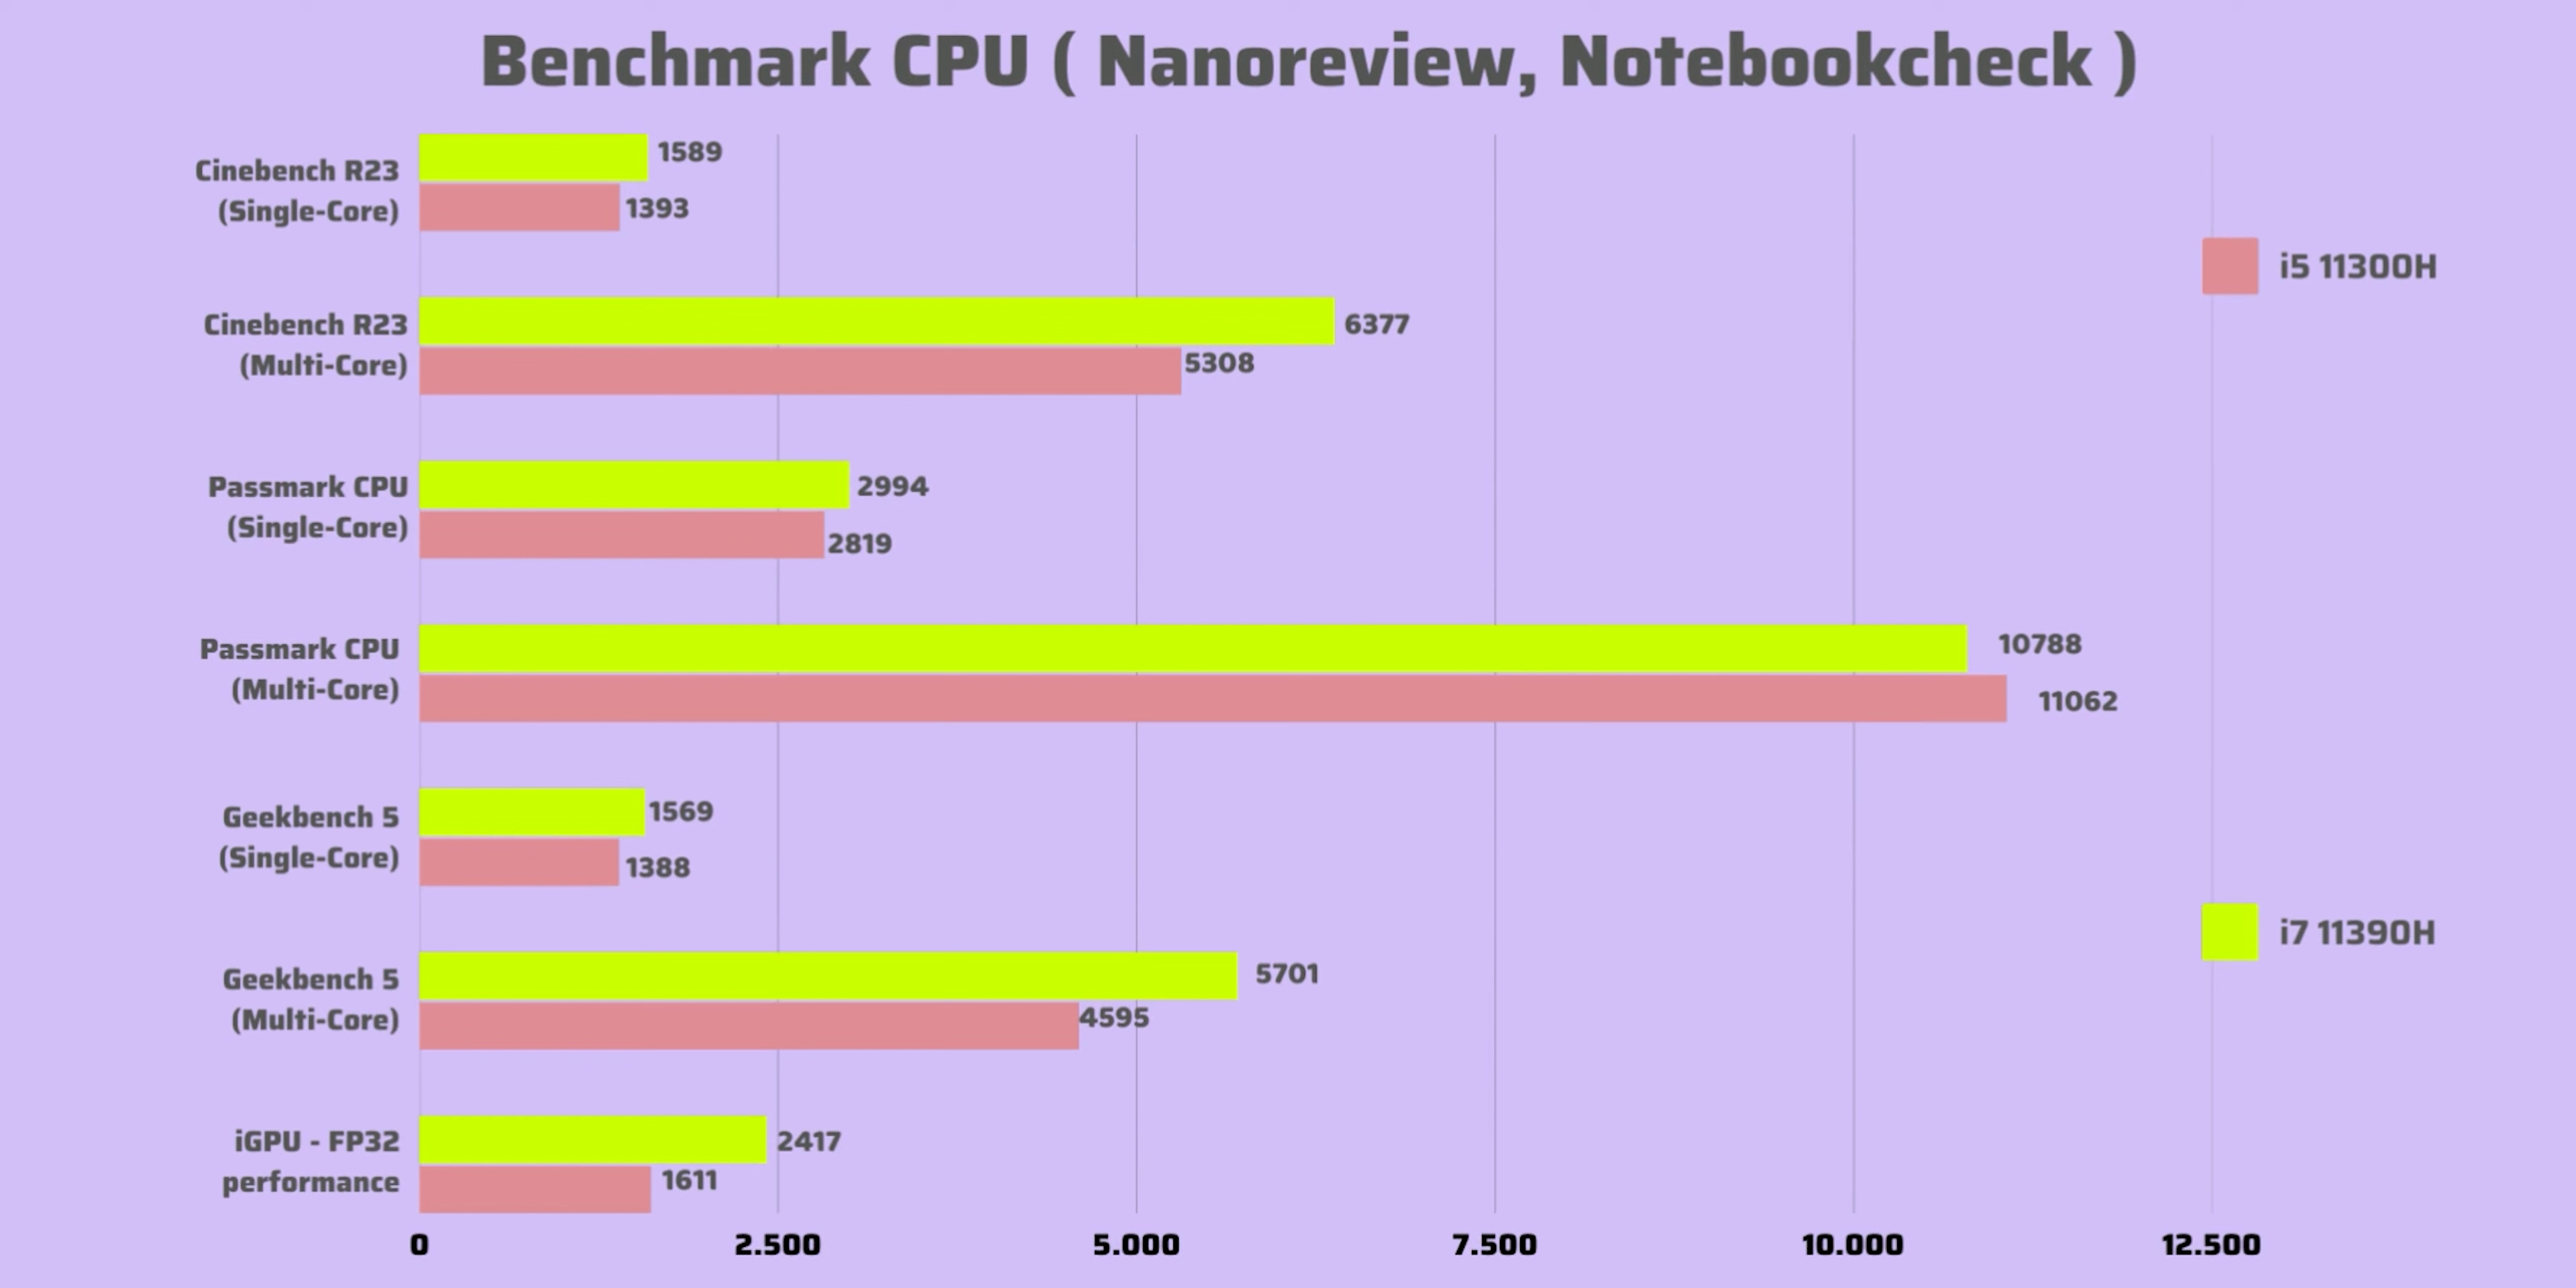 Benchmark CPU ( Nanoreview, Notebookcheck )
Cinebench R23
(Single-Core)
1589
1393
i5 11300H
Cinebench R23
(Multi-Core)
6377
5308
Passmark CPU
(Single-Core)
2994
2819
Passmark CPU
(Multi-Core)
10788
11062
Geekbench 5
(Single-Core)
1569
1388
i7 11390H
Geekbench 5
(Multi-Core)
5701
4595
iGPU - FP32
performance
2417
1611
0 2.500 5.000 7.500 10.000 12.500